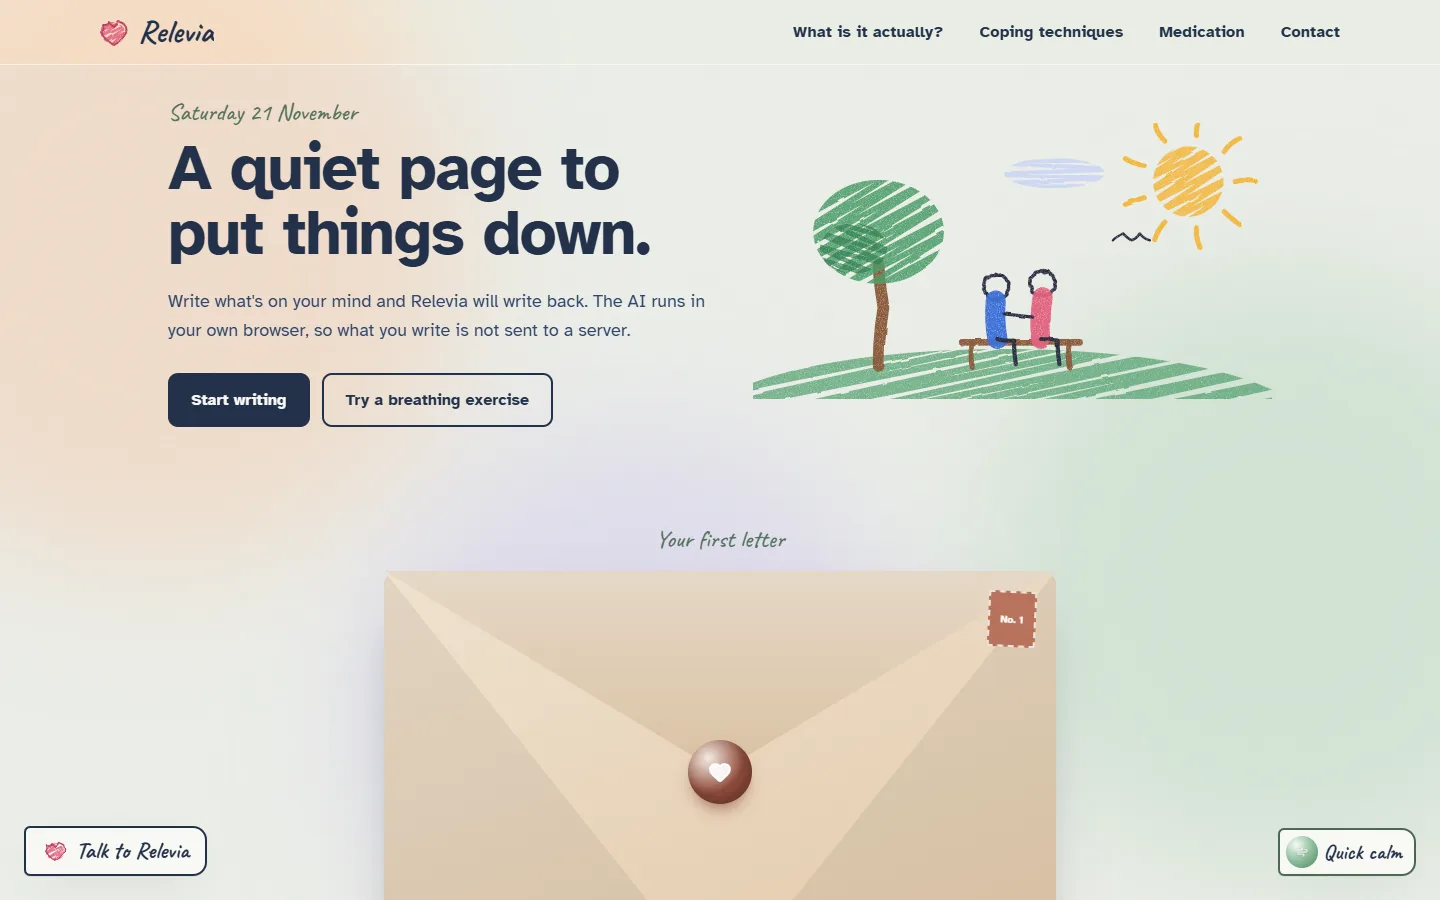 Relevia
What is it actually?
Coping techniques
Medication
Contact
Saturday 21 November
A quiet page to
put things down.
Write what's on your mind and Relevia will write back. The AI runs in
your own browser, so what you write is not sent to a server.
Start writing
Try a breathing exercise
Your first letter
No. 1
Talk to Relevia
Quick calm